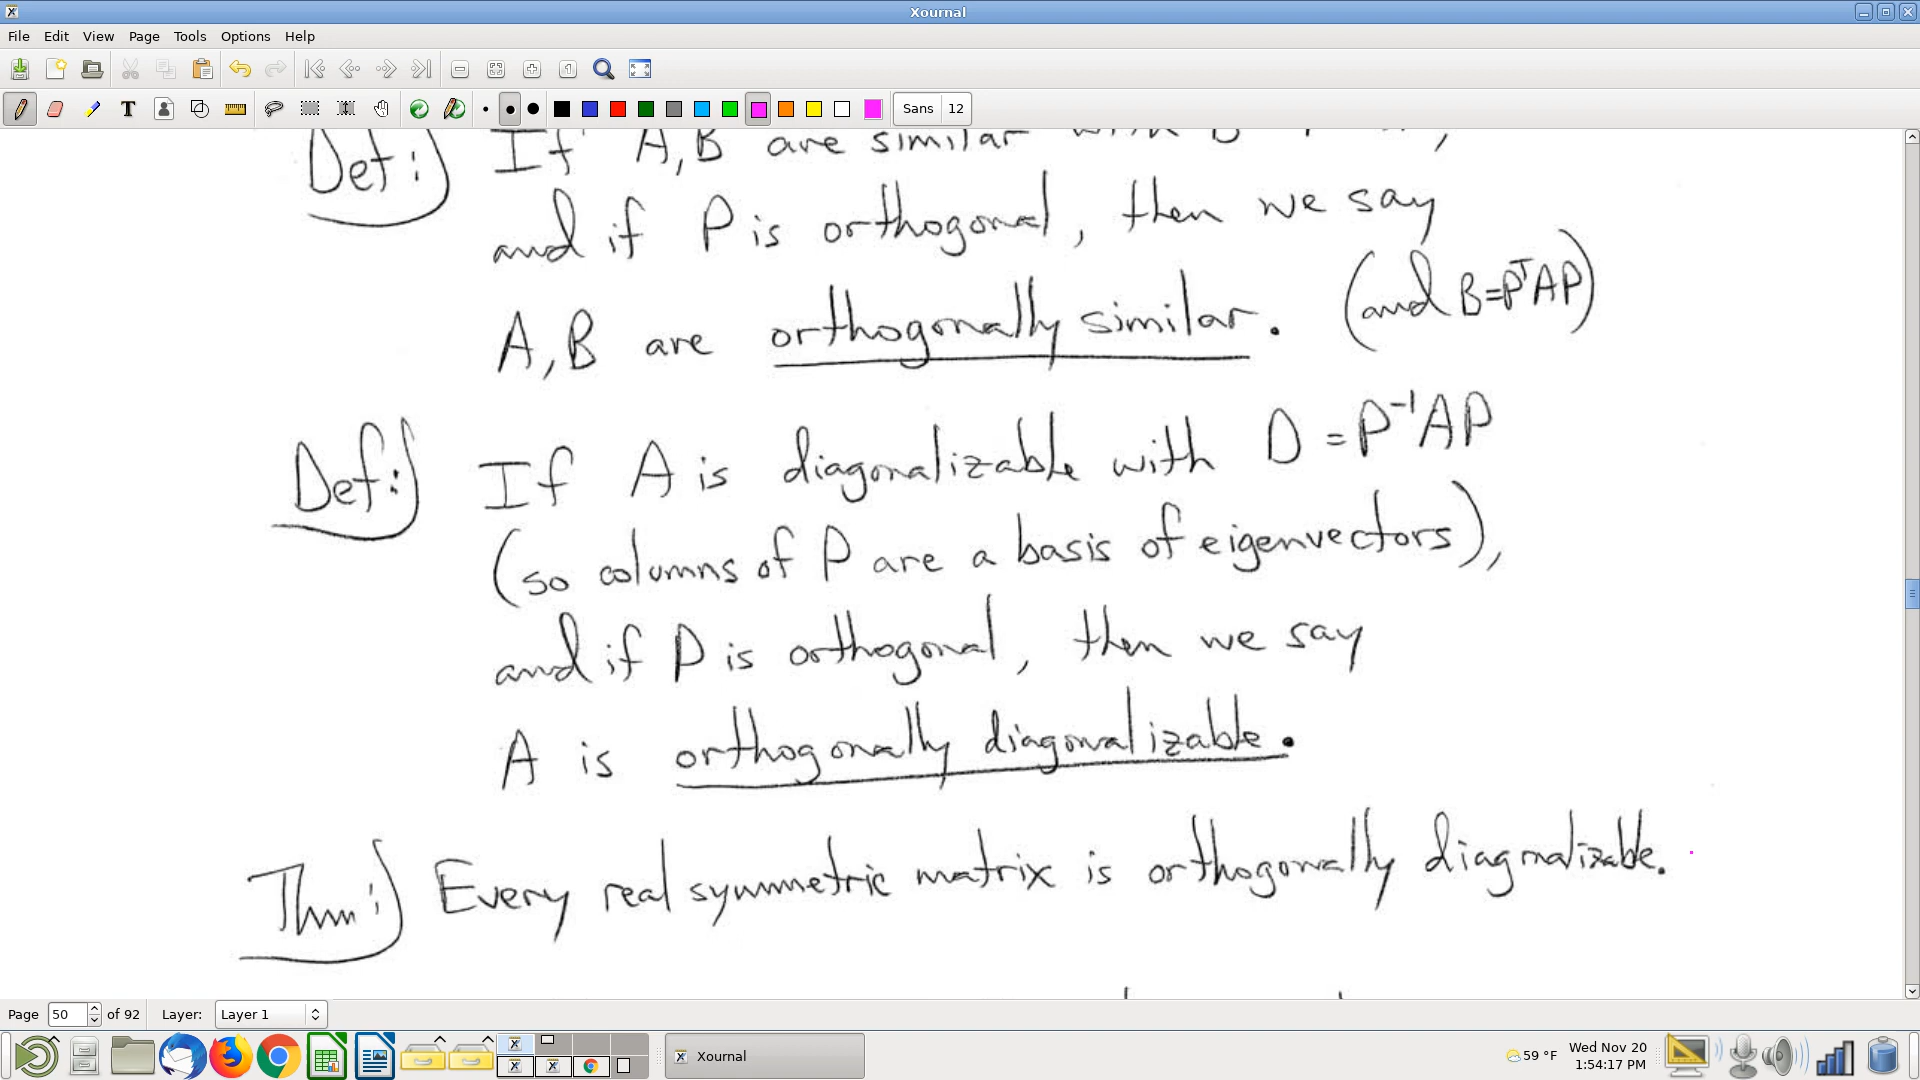 Xournal
File Edit View Page Tools Options Help
Sans 12
Def: If A,B are similar with B
and if P is orthogonal, then we say
A,B are orthogonally similar. (and B=PᵀAP)
Def: If A is diagonalizable with D = P⁻¹AP
(so columns of P are a basis of eigenvectors),
and if P is orthogonal, then we say
A is orthogonally diagonalizable.
Thm: Every real symmetric matrix is orthogonally diagonalizable.
Page 50 of 92 Layer: Layer 1
Xournal
59 °F
Wed Nov 20
1:54:17 PM